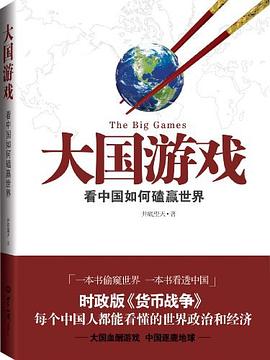 The Big Games
大国游戏
看中国如何磕赢世界
井底望天·著
「一本书偷窥世界 一本书看透中国」
时政版《货币战争》
每个中国人都能看懂的世界政治和经济
—大国血酬游戏 中国逐鹿地球—
大国游戏
看中国如何磕赢世界